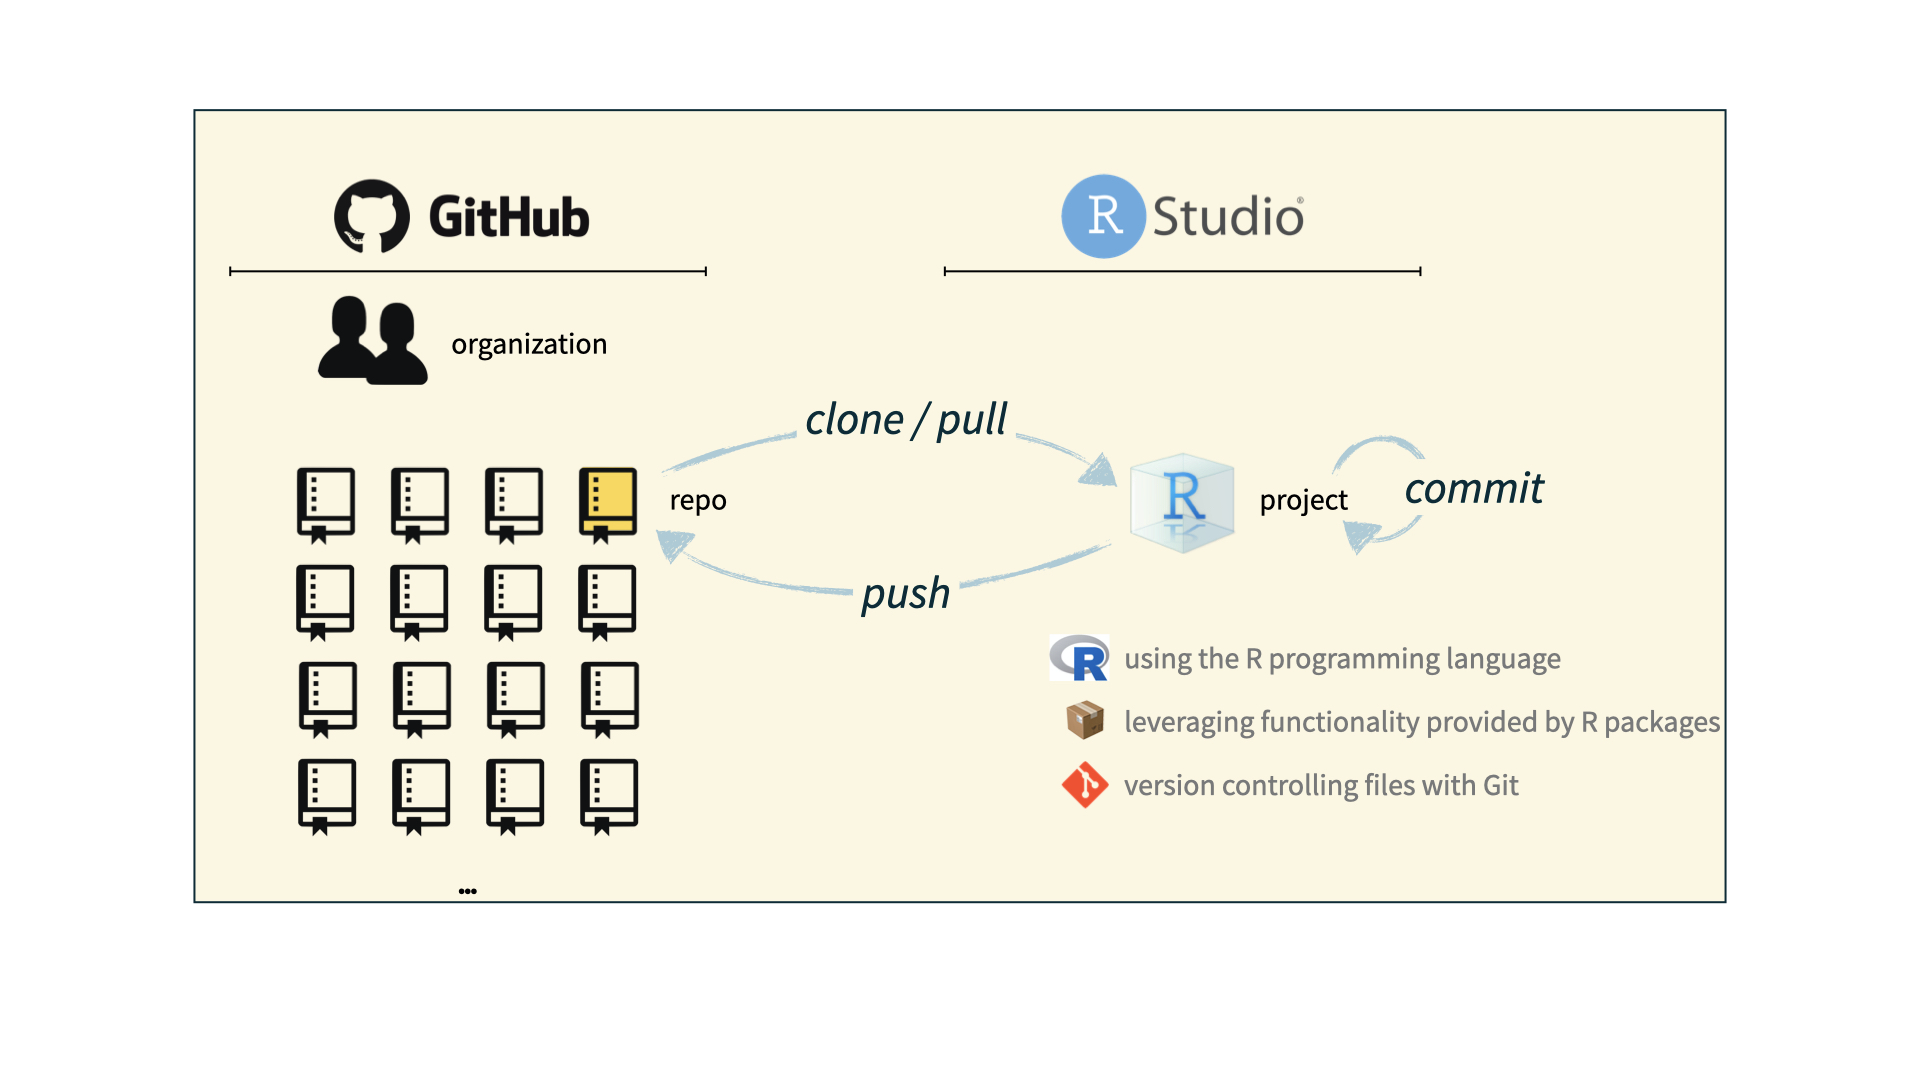 GitHub
R Studio®
organization
clone / pull
repo
R
project
commit
push
R using the R programming language
leveraging functionality provided by R packages
version controlling files with Git
...